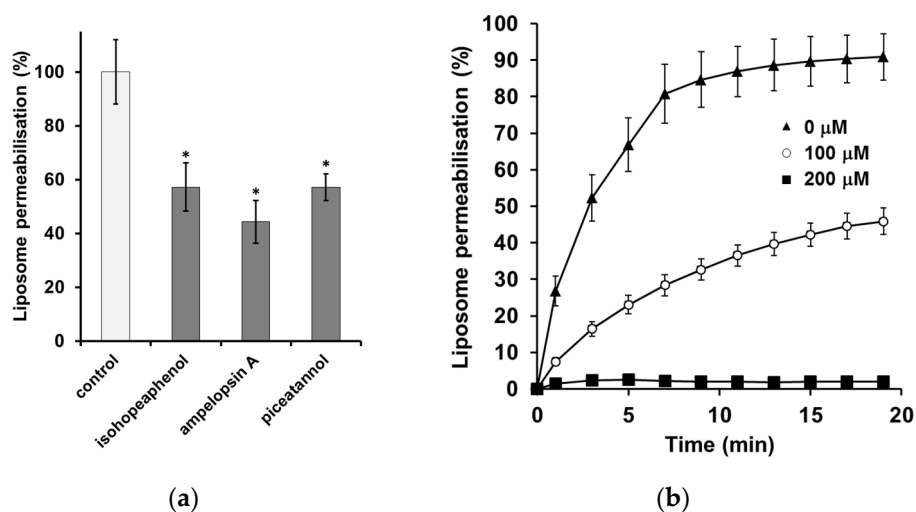 Liposome permebilisation (%)
100
80
60
40
20
0
*
*
*
control
isohopeaphenol
ampelopsin A
piceatannol
(a)
Liposome permeabilisation (%)
100
90
80
70
60
50
40
30
20
10
0
0 μM
100 μM
200 μM
0
5
10
15
20
Time (min)
(b)